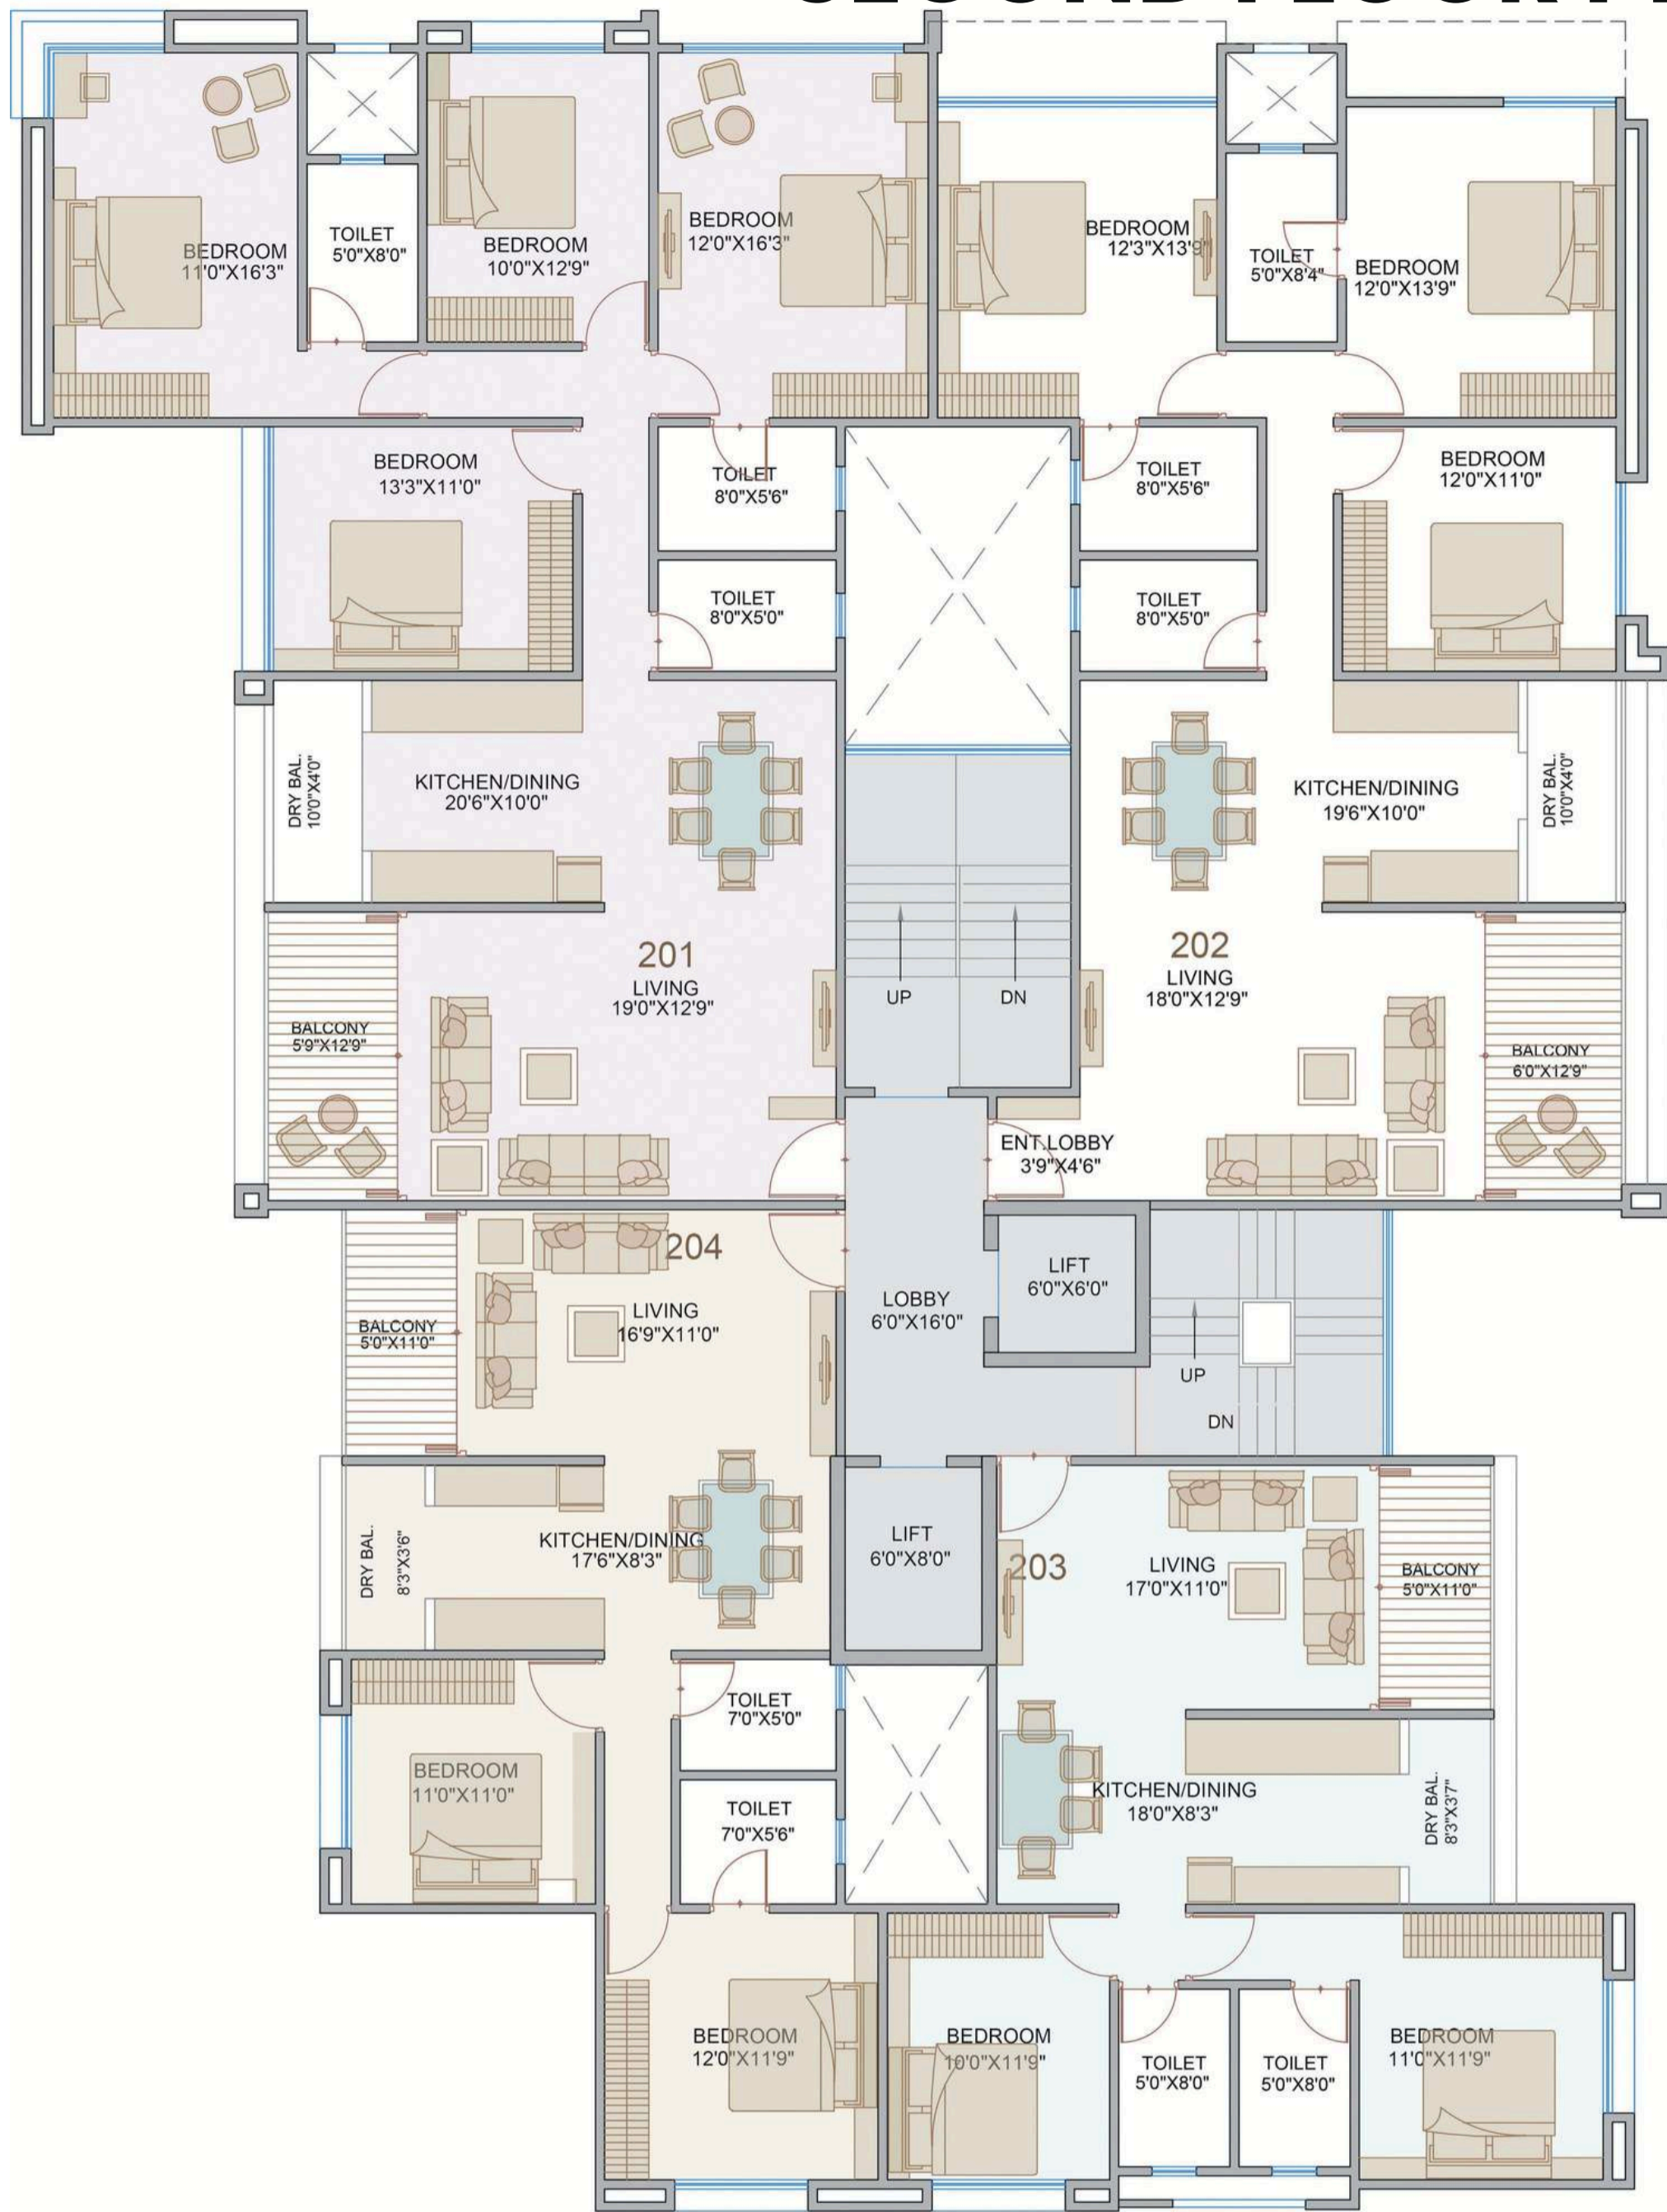 BEDROOM
11'0"X16'3"
TOILET
5'0"X8'0"
BEDROOM
10'0"X12'9"
BEDROOM
12'0"X16'3"
BEDROOM
12'3"X13'9"
TOILET
5'0"X8'4"
BEDROOM
12'0"X13'9"
BEDROOM
13'3"X11'0"
TOILET
8'0"X5'6"
TOILET
8'0"X5'6"
BEDROOM
12'0"X11'0"
TOILET
8'0"X5'0"
TOILET
8'0"X5'0"
DRY BAL.
10'0"X4'0"
KITCHEN/DINING
20'6"X10'0"
KITCHEN/DINING
19'6"X10'0"
DRY BAL.
10'0"X4'0"
201
LIVING
19'0"X12'9"
UP
DN
202
LIVING
18'0"X12'9"
BALCONY
5'9"X12'9"
BALCONY
6'0"X12'9"
ENT.LOBBY
3'9"X4'6"
204
LIVING
16'9"X11'0"
BALCONY
5'0"X11'0"
LOBBY
6'0"X16'0"
LIFT
6'0"X6'0"
UP
DN
DRY BAL.
8'3"X3'6"
KITCHEN/DINING
17'6"X8'3"
LIFT
6'0"X8'0"
203
LIVING
17'0"X11'0"
BALCONY
5'0"X11'0"
TOILET
7'0"X5'0"
BEDROOM
11'0"X11'0"
TOILET
7'0"X5'6"
KITCHEN/DINING
18'0"X8'3"
DRY BAL.
8'3"X3'7"
BEDROOM
12'0"X11'9"
BEDROOM
10'0"X11'9"
TOILET
5'0"X8'0"
TOILET
5'0"X8'0"
BEDROOM
11'0"X11'9"